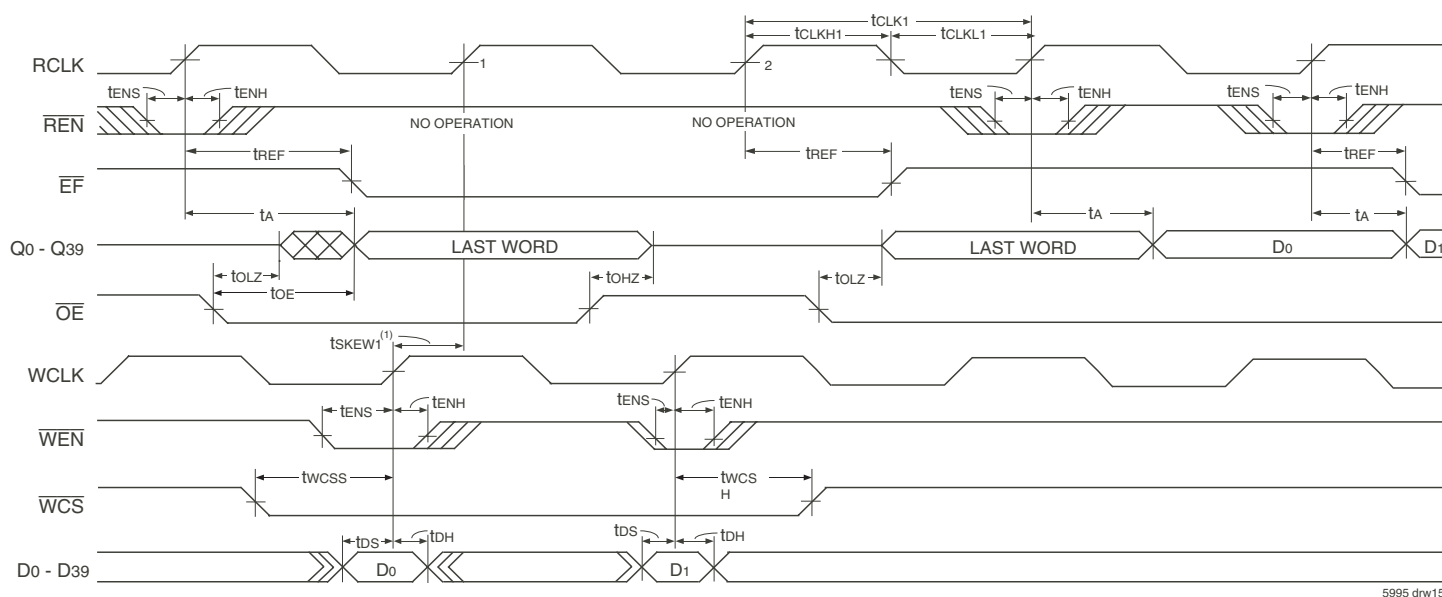 tCLK1
tCLKH1 tCLKL1
RCLK 1 2
tENS tENH tENS tENH tENS tENH
REN NO OPERATION NO OPERATION
tREF tREF tREF
EF
tA tA tA
Q0 - Q39 LAST WORD LAST WORD D0 D1
tOLZ tOHZ tOLZ
tOE
OE
tSKEW1(1)
WCLK
tENS tENH tENS tENH
WEN
tWCSS tWCS
H
WCS
tDS tDH tDS tDH
D0 - D39 D0 D1
5995 drw15